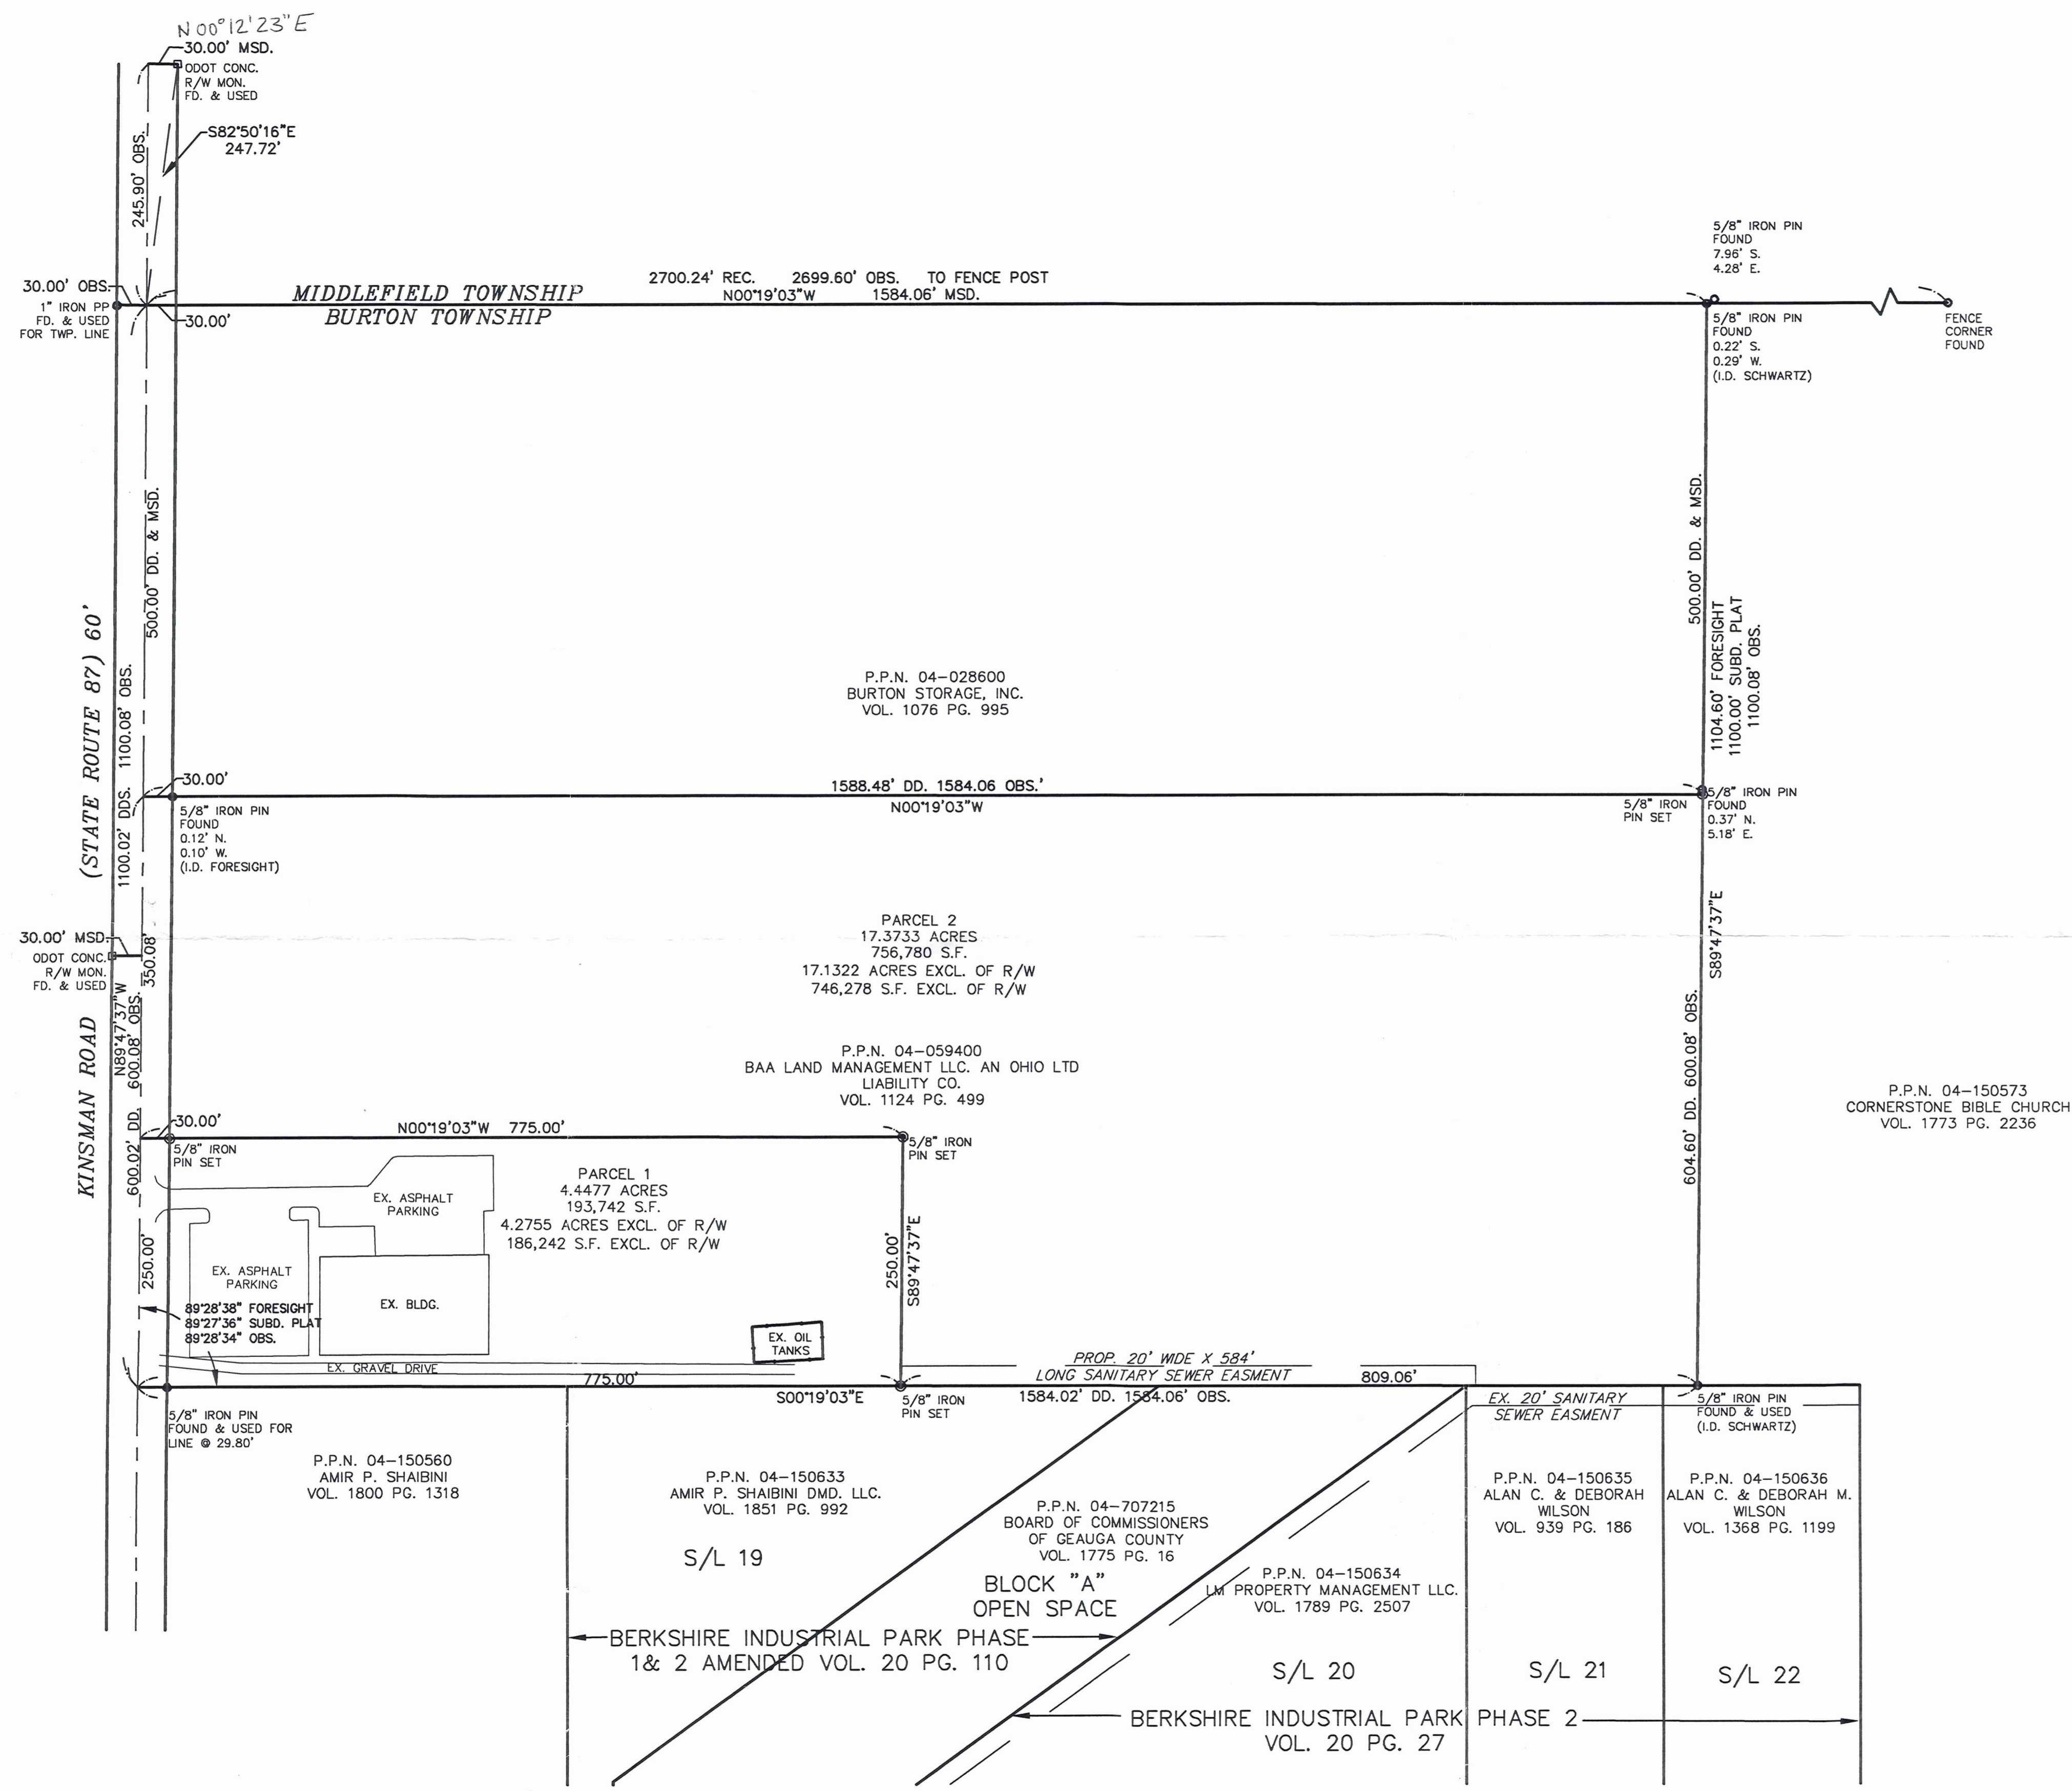 N 00°12'23"E
30.00' MSD.
ODOT CONC.
R/W MON.
FD. & USED
S82°50'16"E
247.72'
245.90' OBS.
5/8" IRON PIN
FOUND
7.96' S.
4.28' E.
30.00' OBS.
1" IRON PP
FD. & USED
FOR TWP. LINE
30.00'
MIDDLEFIELD TOWNSHIP
BURTON TOWNSHIP
2700.24' REC. 2699.60' OBS. TO FENCE POST
N00°19'03"W 1584.06' MSD.
5/8" IRON PIN
FOUND
0.22' S.
0.29' W.
(I.D. SCHWARTZ)
FENCE
CORNER
FOUND
500.00' DD. & MSD.
500.00' DD. & MSD.
1104.60' FORESIGHT
1100.00' SUBD. PLAT
1100.08' OBS.
KINSMAN ROAD (STATE ROUTE 87) 60'
1100.02' DDS. 1100.08' OBS.
P.P.N. 04-028600
BURTON STORAGE, INC.
VOL. 1076 PG. 995
30.00'
1588.48' DD. 1584.06 OBS.'
N00°19'03"W
5/8" IRON PIN
FOUND
0.12' N.
0.10' W.
(I.D. FORESIGHT)
5/8" IRON
PIN SET
5/8" IRON PIN
FOUND
0.37' N.
5.18' E.
30.00' MSD.
ODOT CONC.
R/W MON.
FD. & USED
350.08'
N89°47'37"W
600.02' DD. 600.08' OBS.
PARCEL 2
17.3733 ACRES
756,780 S.F.
17.1322 ACRES EXCL. OF R/W
746,278 S.F. EXCL. OF R/W
S89°47'37"E
604.60' DD. 600.08' OBS.
P.P.N. 04-059400
BAA LAND MANAGEMENT LLC. AN OHIO LTD
LIABILITY CO.
VOL. 1124 PG. 499
P.P.N. 04-150573
CORNERSTONE BIBLE CHURCH
VOL. 1773 PG. 2236
30.00'
N00°19'03"W 775.00'
5/8" IRON
PIN SET
5/8" IRON
PIN SET
PARCEL 1
4.4477 ACRES
193,742 S.F.
4.2755 ACRES EXCL. OF R/W
186,242 S.F. EXCL. OF R/W
EX. ASPHALT
PARKING
EX. ASPHALT
PARKING
EX. BLDG.
250.00'
250.00'
S89°47'37"E
89°28'38" FORESIGHT
89°27'36" SUBD. PLAT
89°28'34" OBS.
EX. OIL
TANKS
EX. GRAVEL DRIVE
775.00'
S00°19'03"E
5/8" IRON
PIN SET
PROP. 20' WIDE X 584'
LONG SANITARY SEWER EASMENT
809.06'
1584.02' DD. 1584.06' OBS.
EX. 20' SANITARY
SEWER EASMENT
5/8" IRON PIN
FOUND & USED
(I.D. SCHWARTZ)
5/8" IRON PIN
FOUND & USED FOR
LINE @ 29.80'
P.P.N. 04-150560
AMIR P. SHAIBINI
VOL. 1800 PG. 1318
P.P.N. 04-150633
AMIR P. SHAIBINI DMD. LLC.
VOL. 1851 PG. 992
S/L 19
P.P.N. 04-707215
BOARD OF COMMISSIONERS
OF GEAUGA COUNTY
VOL. 1775 PG. 16
BLOCK "A"
OPEN SPACE
P.P.N. 04-150634
LM PROPERTY MANAGEMENT LLC.
VOL. 1789 PG. 2507
P.P.N. 04-150635
ALAN C. & DEBORAH
WILSON
VOL. 939 PG. 186
P.P.N. 04-150636
ALAN C. & DEBORAH M.
WILSON
VOL. 1368 PG. 1199
BERKSHIRE INDUSTRIAL PARK PHASE
1& 2 AMENDED VOL. 20 PG. 110
S/L 20
S/L 21
S/L 22
BERKSHIRE INDUSTRIAL PARK PHASE 2
VOL. 20 PG. 27